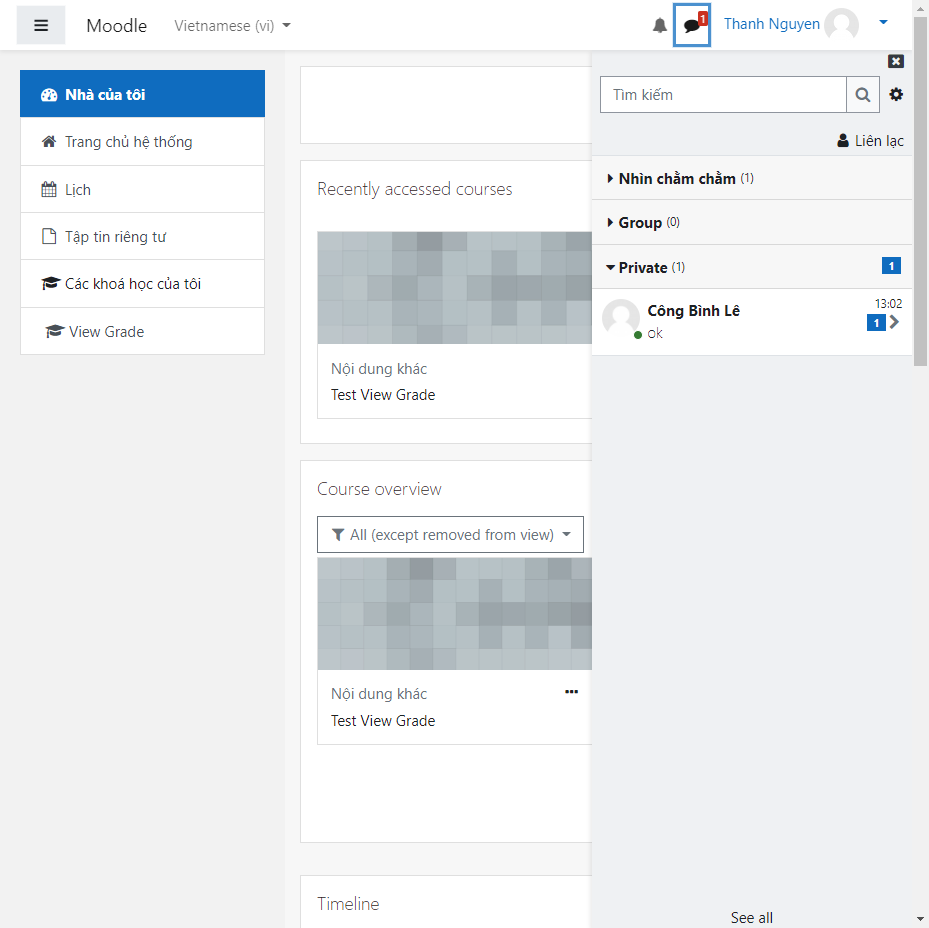 Moodle
Vietnamese (vi)
1
Thanh Nguyen
Nhà của tôi
Trang chủ hệ thống
Lịch
Tập tin riêng tư
Các khoá học của tôi
View Grade
Recently accessed courses
Nội dung khác
Test View Grade
Course overview
All (except removed from view)
Nội dung khác
Test View Grade
Timeline
Tìm kiếm
Liên lạc
Nhìn chằm chằm (1)
Group (0)
Private (1) 1
Công Bình Lê 13:02
ok 1
See all